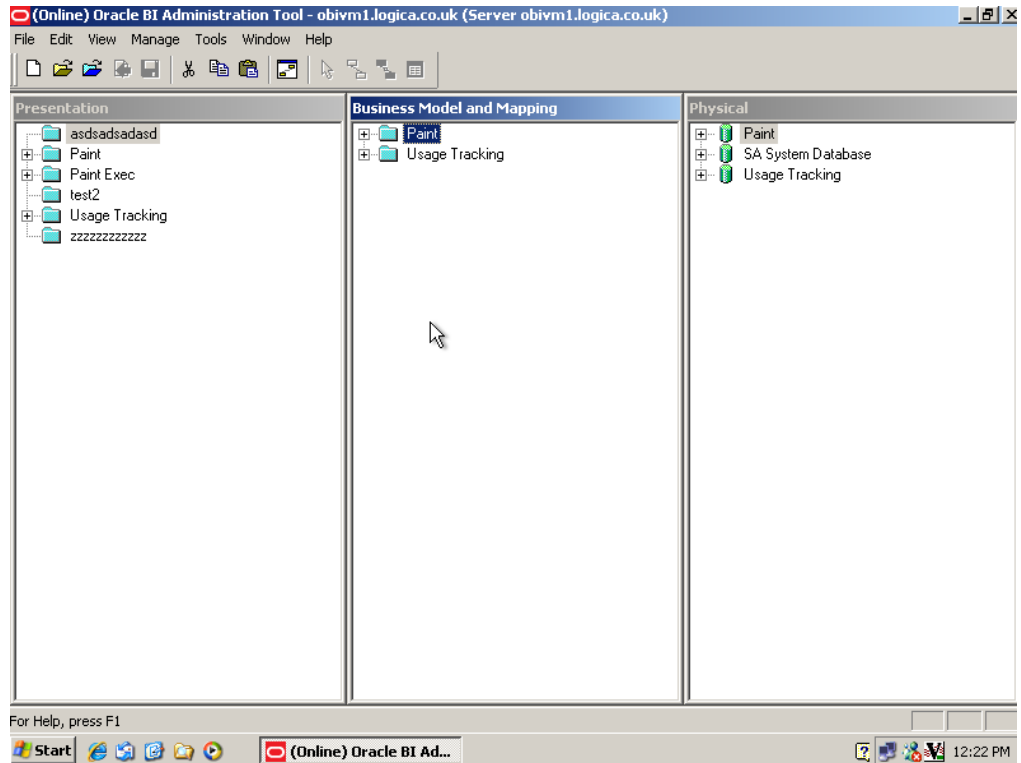 (Online) Oracle BI Administration Tool - obivm1.logica.co.uk (Server obivm1.logica.co.uk)
File Edit View Manage Tools Window Help
Presentation
asdsadsadasd
Paint
Paint Exec
test2
Usage Tracking
zzzzzzzzzzzz
Business Model and Mapping
Paint
Usage Tracking
Physical
Paint
SA System Database
Usage Tracking
For Help, press F1
Start
(Online) Oracle BI Ad...
12:22 PM